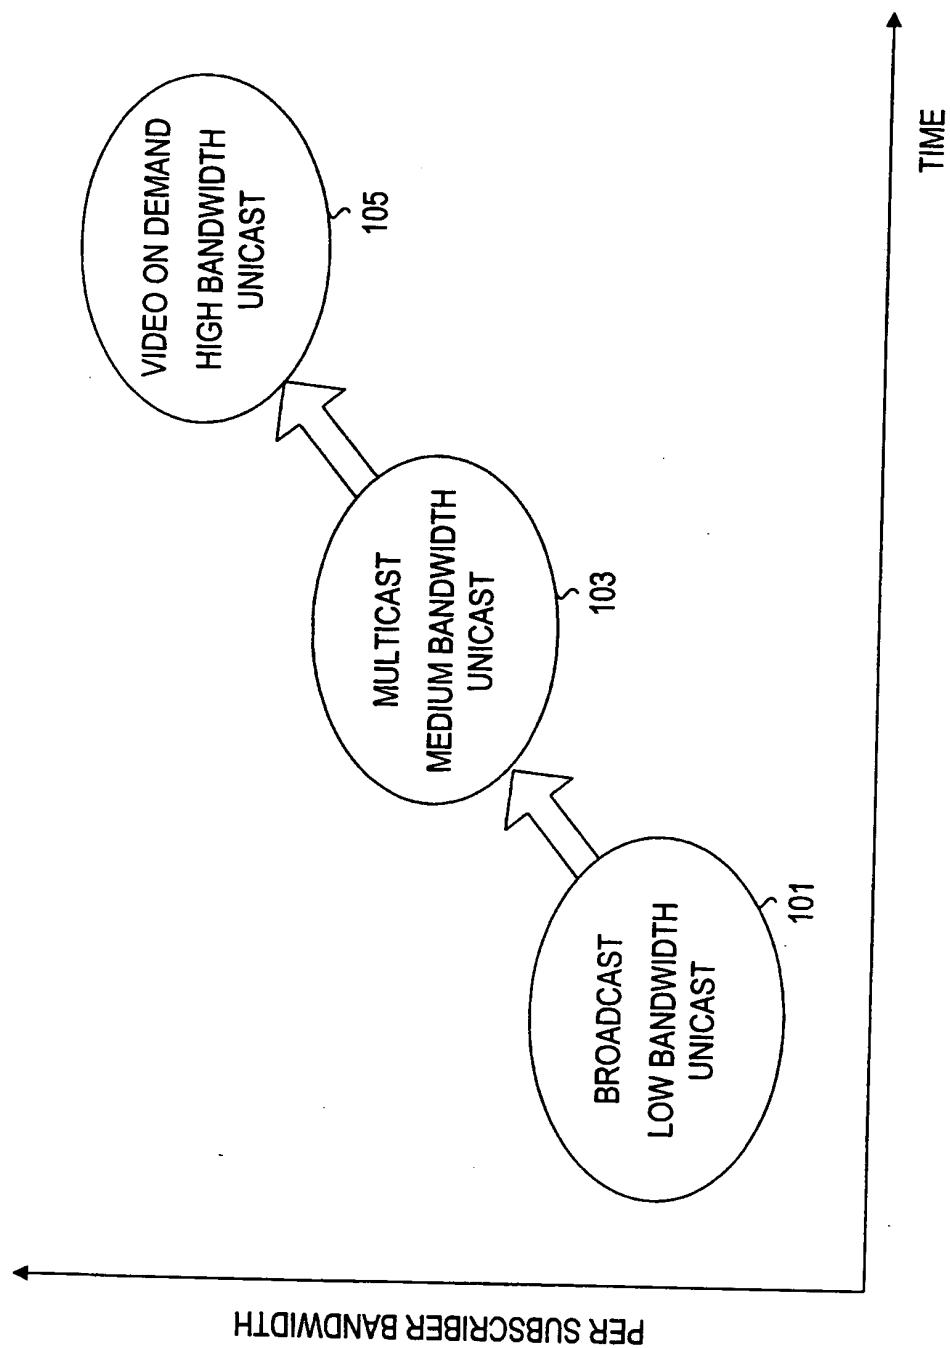 PER SUBSCRIBER BANDWIDTH
VIDEO ON DEMAND
HIGH BANDWIDTH
UNICAST
105
MULTICAST
MEDIUM BANDWIDTH
UNICAST
103
BROADCAST
LOW BANDWIDTH
UNICAST
101
TIME